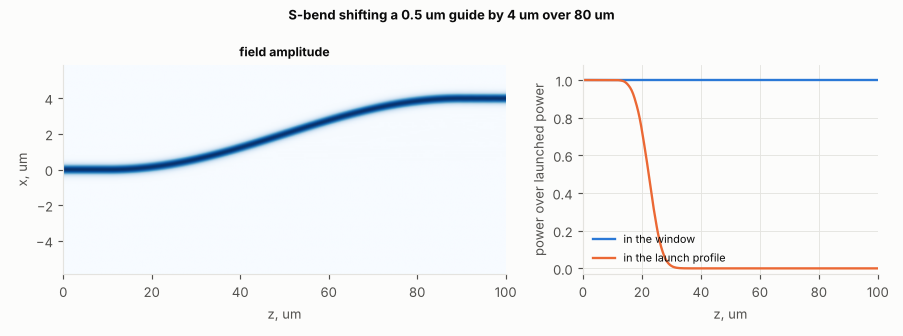 S-bend shifting a 0.5 um guide by 4 um over 80 um
field amplitude
x, um
4
2
0
−2
−4
0 20 40 60 80 100
z, um
power over launched power
1.0
0.8
0.6
0.4
0.2
0.0
in the window
in the launch profile
0 20 40 60 80 100
z, um